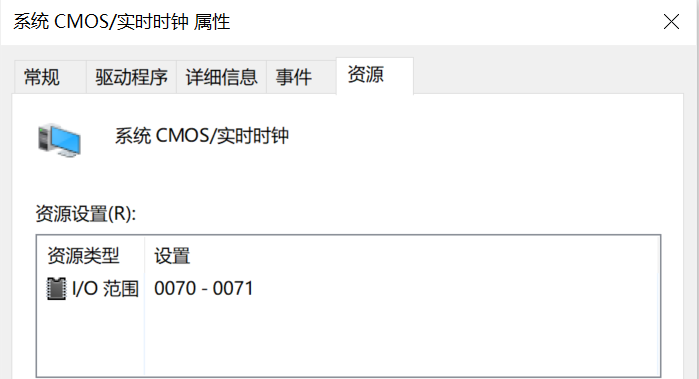 系统 CMOS/实时时钟 属性
常规 驱动程序 详细信息 事件 资源
系统 CMOS/实时时钟
资源设置(R):
资源类型 设置
I/O 范围 0070 - 0071